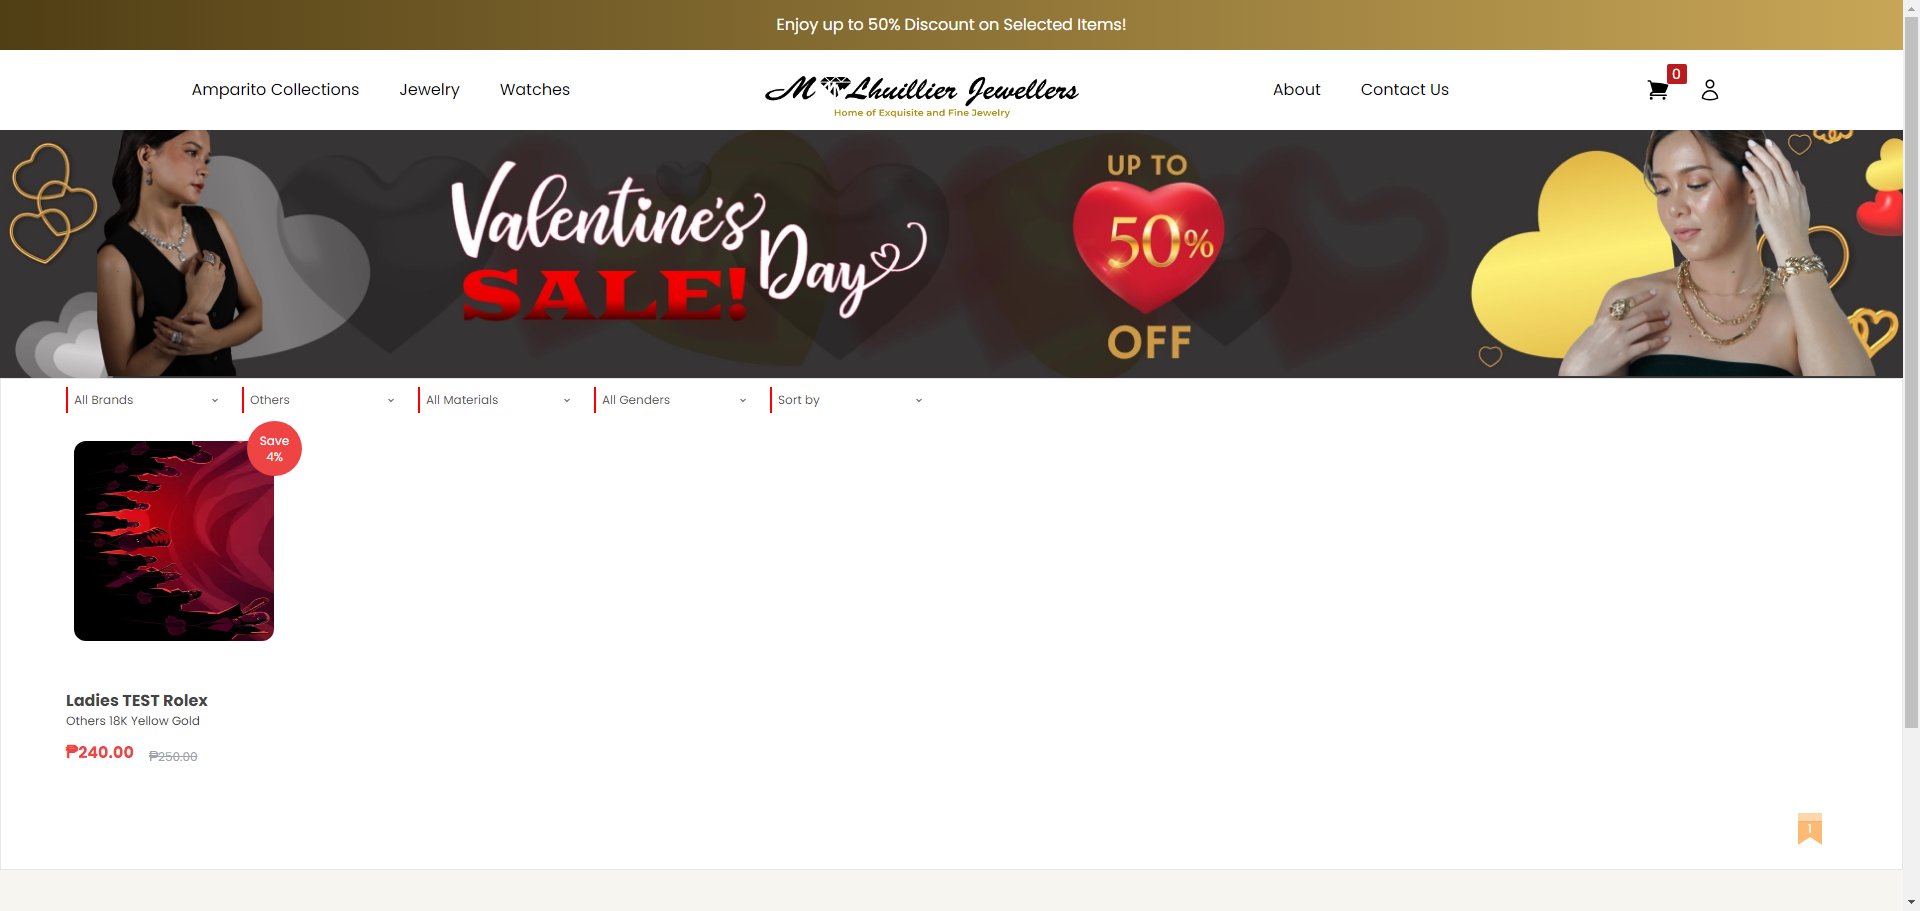 Enjoy up to 50% Discount on Selected Items!
Amparito Collections
Jewelry
Watches
M Lhuillier Jewellers
Home of Exquisite and Fine Jewelry
About
Contact Us
0
Valentine's
Day
SALE!
UP TO
50%
OFF
All Brands
Others
All Materials
All Genders
Sort by
Save
4%
Ladies TEST Rolex
Others 18K Yellow Gold
₱240.00
₱250.00
1